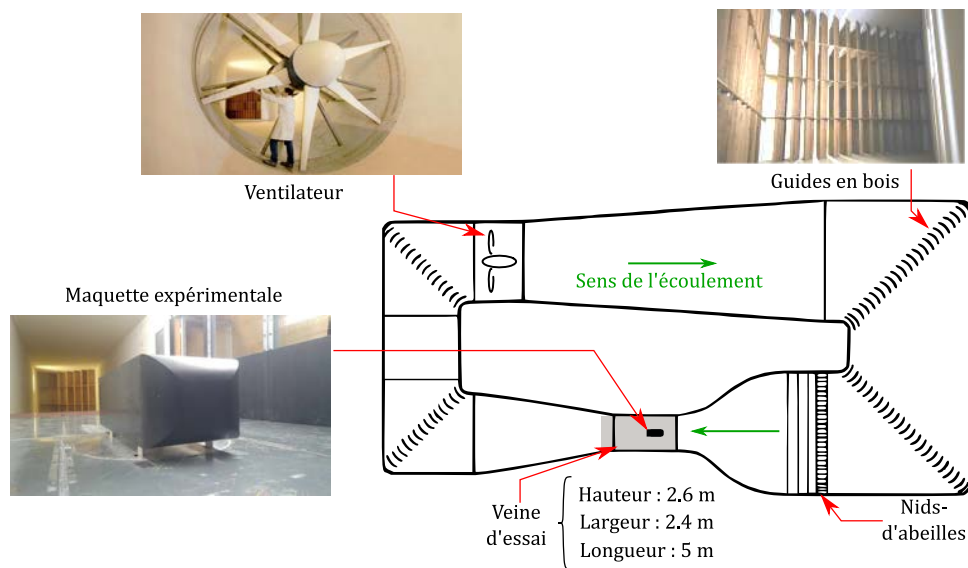 Ventilateur
Guides en bois
Sens de l'écoulement
Maquette expérimentale
Veine
d'essai
Hauteur : 2.6 m
Largeur : 2.4 m
Longueur : 5 m
Nids-
d'abeilles